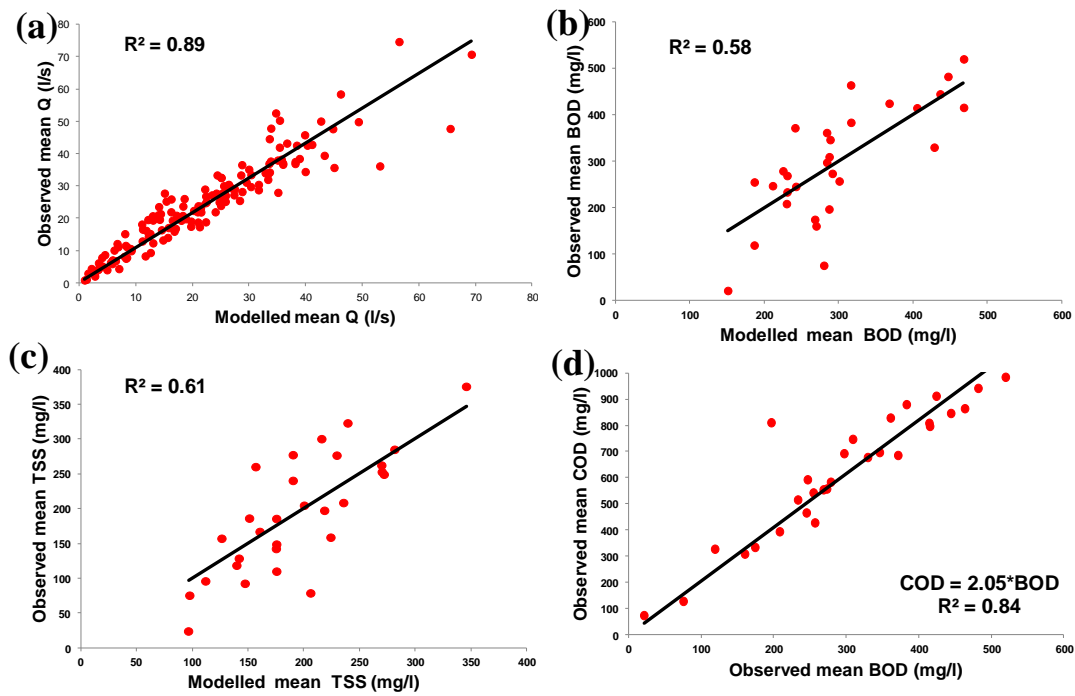 (a)
R² = 0.89
Observed mean Q (l/s)
80
70
60
50
40
30
20
10
0
0 10 20 30 40 50 60 70 80
Modelled mean Q (l/s)
(b)
R² = 0.58
Observed mean BOD (mg/l)
600
500
400
300
200
100
0
0 100 200 300 400 500 600
Modelled mean BOD (mg/l)
(c)
R² = 0.61
Observed mean TSS (mg/l)
400
350
300
250
200
150
100
50
0
0 50 100 150 200 250 300 350 400
Modelled mean TSS (mg/l)
(d)
Observed mean COD (mg/l)
1000
900
800
700
600
500
400
300
200
100
0
COD = 2.05*BOD
R² = 0.84
0 100 200 300 400 500 600
Observed mean BOD (mg/l)